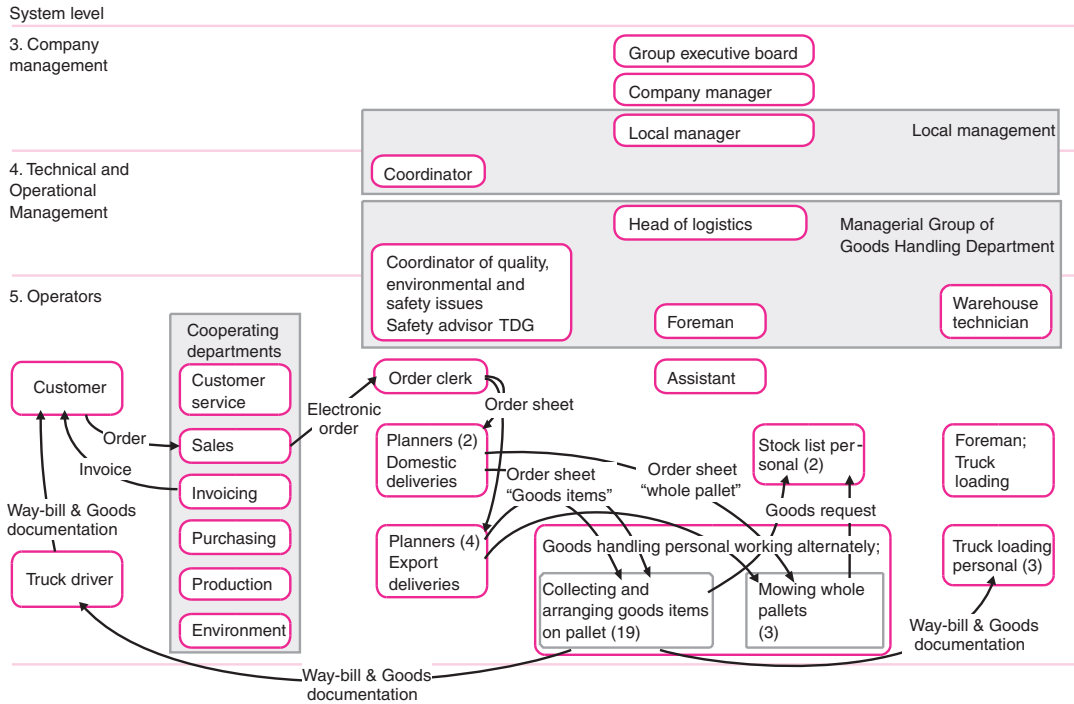 System level
3. Company
management
Group executive board
Company manager
Local manager
Local management
4. Technical and
Operational
Management
Coordinator
Head of logistics
Managerial Group of
Goods Handling Department
Coordinator of quality,
environmental and
safety issues
Safety advisor TDG
5. Operators
Foreman
Warehouse
technician
Cooperating
departments
Customer
Customer
service
Order clerk
Assistant
Electronic
order
Order sheet
Order
Sales
Planners (2)
Domestic
deliveries
Stock list per-
sonal (2)
Foreman;
Truck
loading
Invoice
Invoicing
Order sheet
“Goods items”
Order sheet
“whole pallet”
Way-bill & Goods
documentation
Goods request
Purchasing
Planners (4)
Export
deliveries
Goods handling personal working alternately;
Truck loading
personal (3)
Truck driver
Production
Collecting and
arranging goods items
on pallet (19)
Mowing whole
pallets
(3)
Environment
Way-bill & Goods
documentation
Way-bill & Goods
documentation